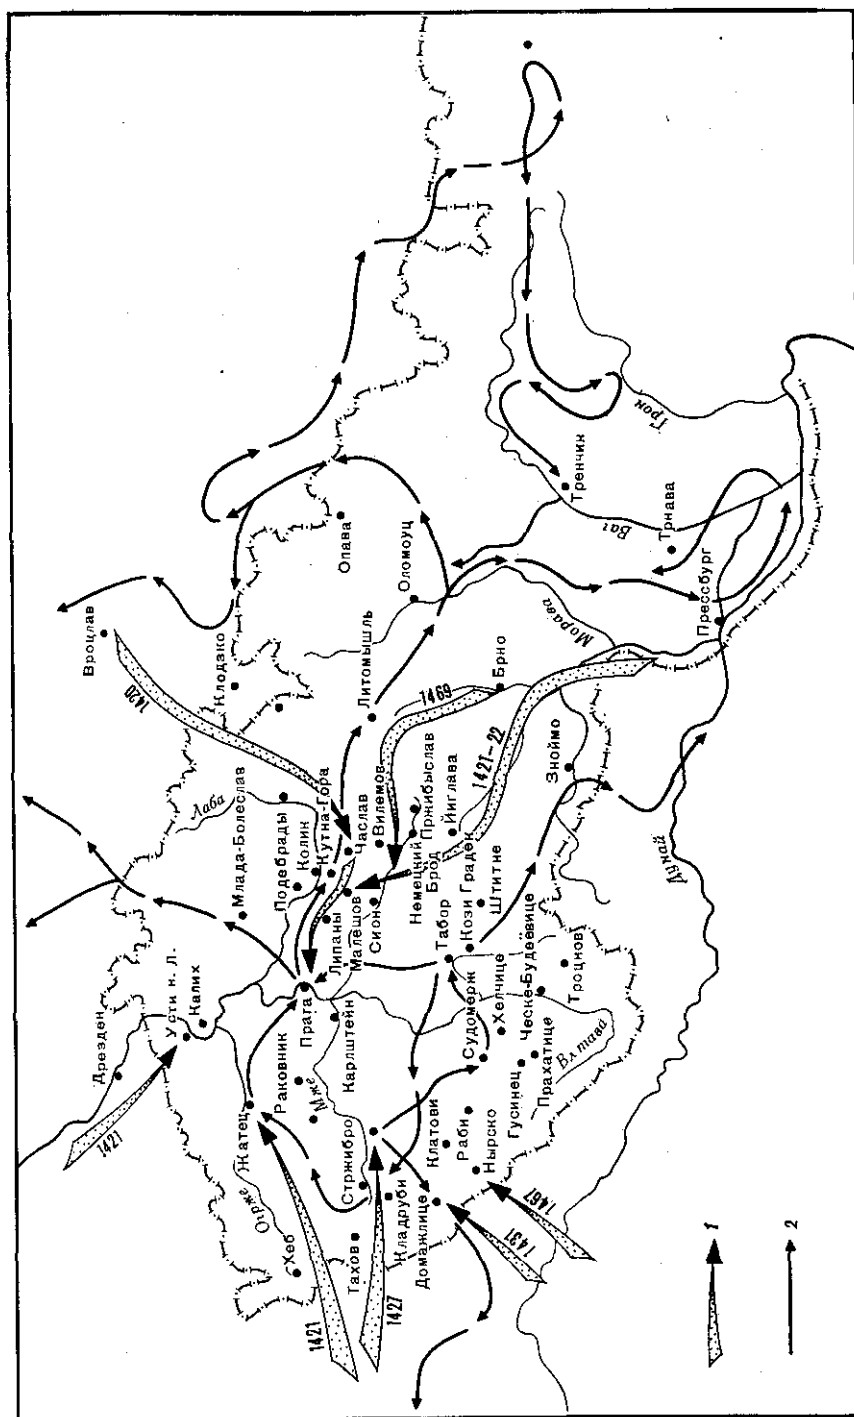 Вроцлав
1420
Клодзко
Опава
Оломоуц
Литомышль
1469
Брно
Морава
1421–22
Зноймо
Тренчин
Ваг
Грон
Трнава
Прессбург
Дунай
Лаба
Млада-Болеслав
Подебрады
Колин
Кутна-Гора
Часлав
Вилемов
Липаны
Малешов
Сион
Немецкий
Брод
Пржибыслав
Йиглава
Табор
Кози Градек
Штитне
Дрезден
Усти н. Л.
Калих
1421
Прага
Карлштейн
Раковник
Мже
Жатец
Огрже
Хеб
1421
Тахов
Стржибро
Кладруби
1427
Домажлице
Клатови
Раби
Нырско
1431
1467
Судомерж
Хелчице
Ческе-Будеёвице
Троцнов
Гусинец
Прахатице
Влтава
1
2